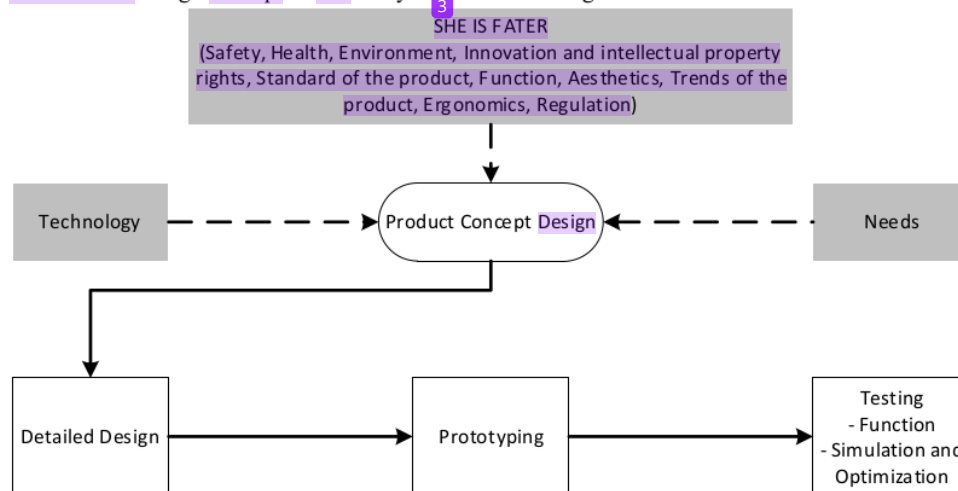 3
SHE IS FATER
(Safety, Health, Environment, Innovation and intellectual property
rights, Standard of the product, Function, Aesthetics, Trends of the
product, Ergonomics, Regulation)
Technology
Product Concept Design
Needs
Detailed Design
Prototyping
Testing
- Function
- Simulation and
Optimization